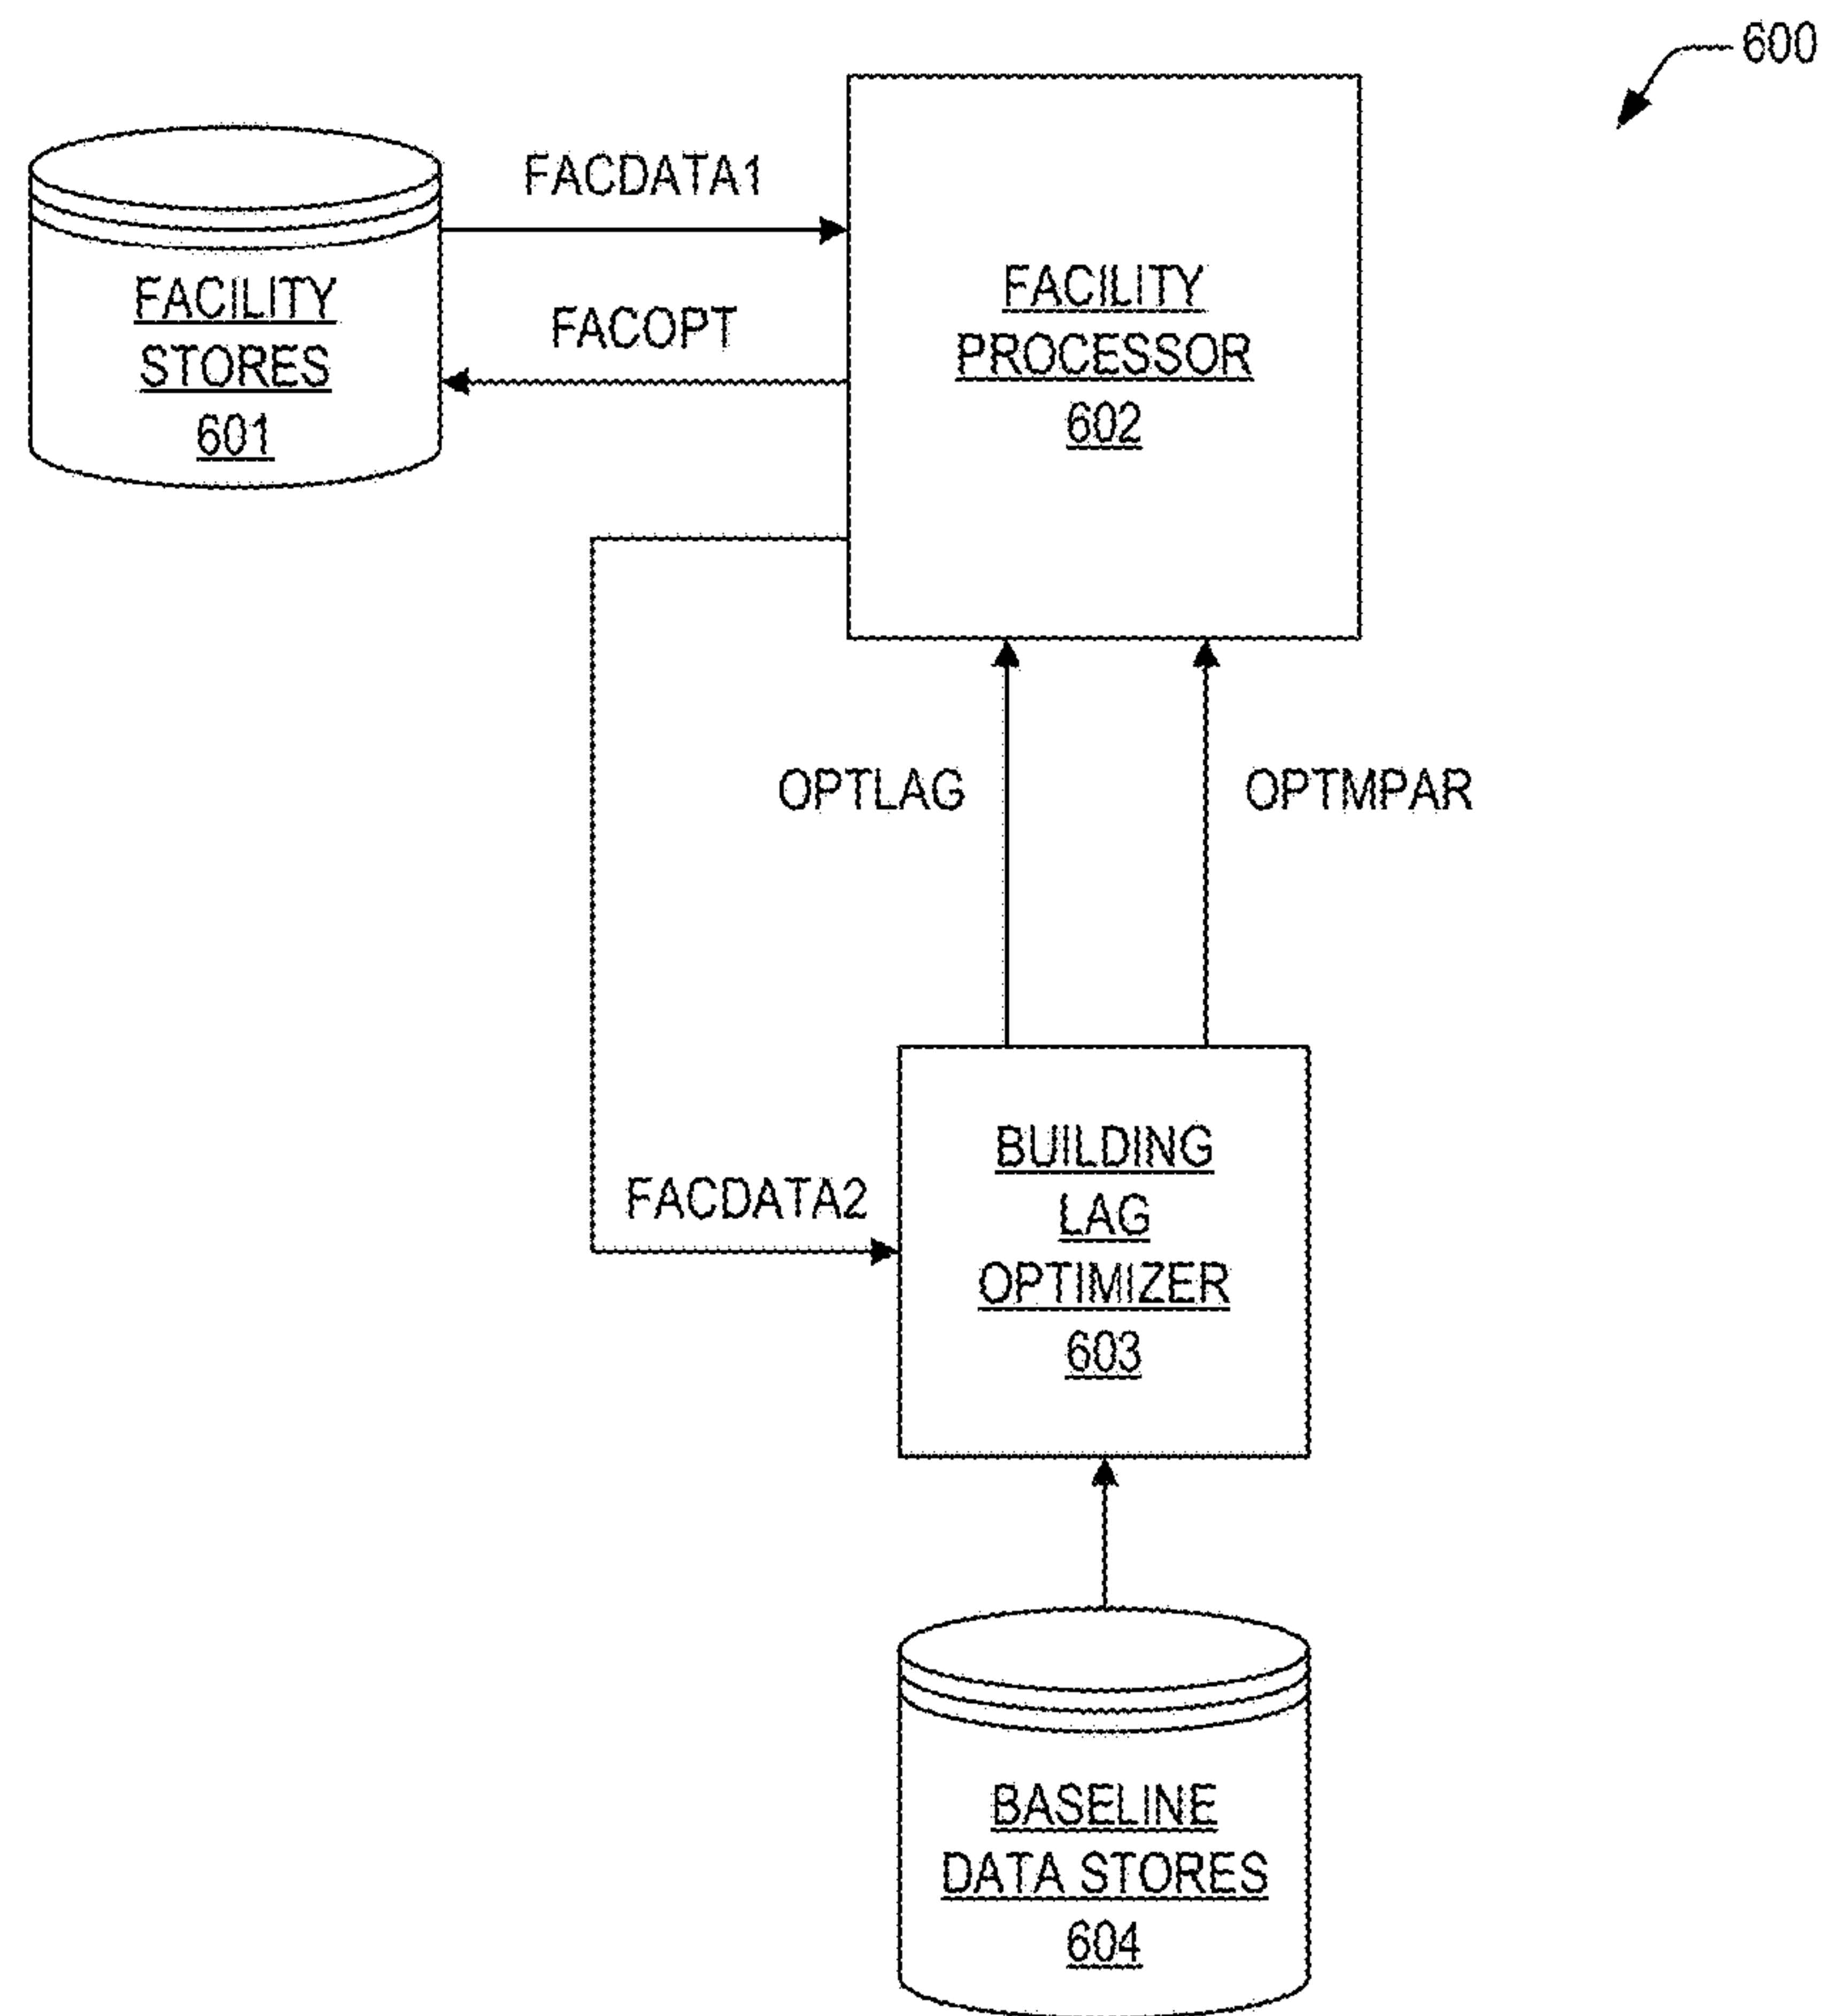 600
FACDATA1
FACILITY
STORES
601
FACOPT
FACILITY
PROCESSOR
602
OPTLAG
OPTMPAR
FACDATA2
BUILDING
LAG
OPTIMIZER
603
BASELINE
DATA STORES
604